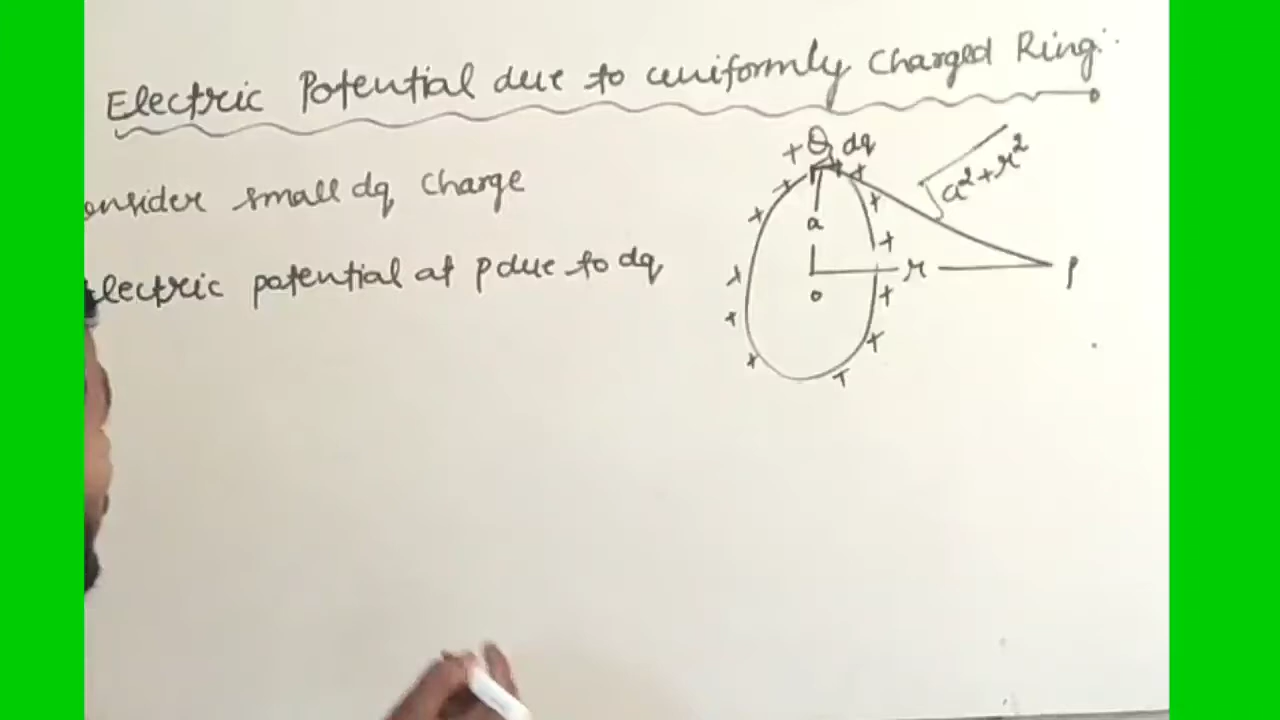 Electric Potential due to uniformly Charged Ring:
onsider small dq charge
lectric potential at P due to dq
+Q dq
√a²+r²
a
r
P
o